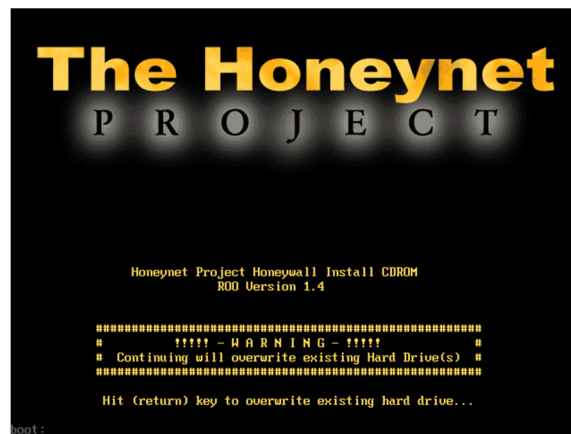 The Honeynet
PROJECT
Honeynet Project Honeywall Install CDROM
ROO Version 1.4
######################################################
# !!!!! - W A R N I N G - !!!!! #
# Continuing will overwrite existing Hard Drive(s) #
######################################################
Hit (return) key to overwrite existing hard drive...
boot: